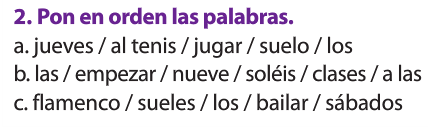 2. Pon en orden las palabras.
a. jueves / al tenis / jugar / suelo / los
b. las / empezar / nueve / soléis / clases / a las
c. flamenco / sueles / los / bailar / sábados